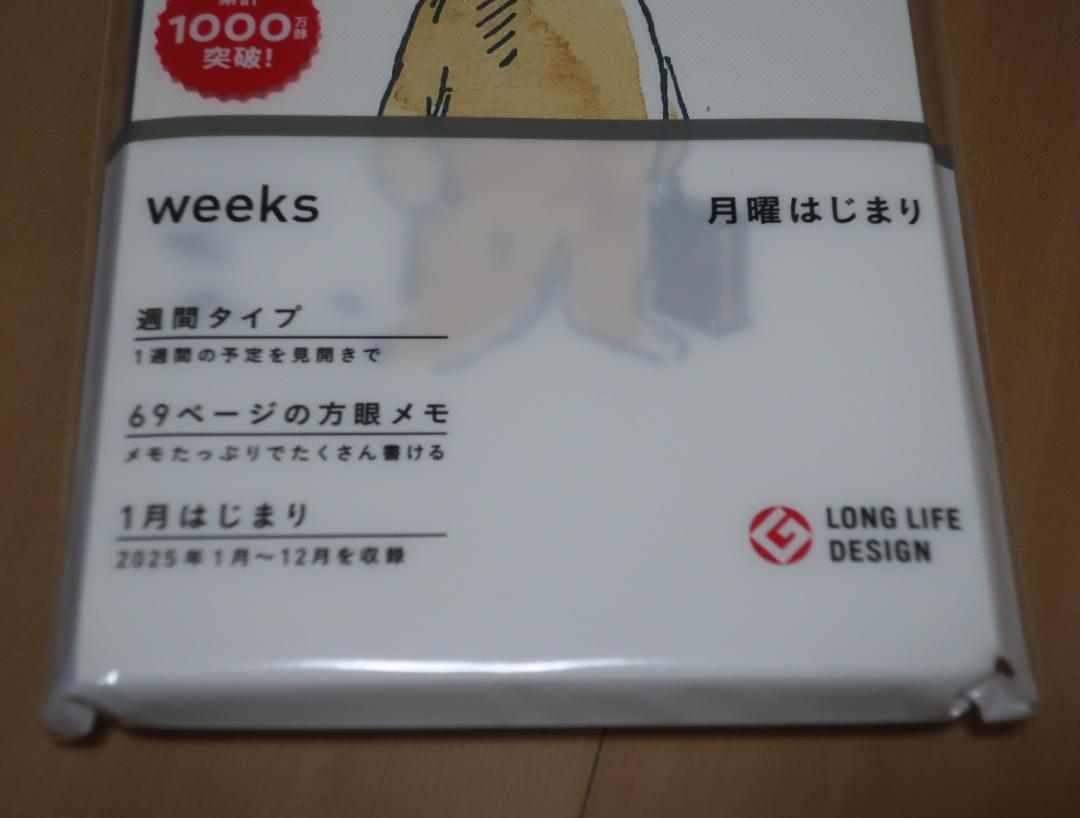 累計
1000万部
突破!
weeks
月曜はじまり
週間タイプ
1週間の予定を見開きで
69ページの方眼メモ
メモたっぷりでたくさん書ける
1月はじまり
2025年1月〜12月を収録
LONG LIFE
DESIGN